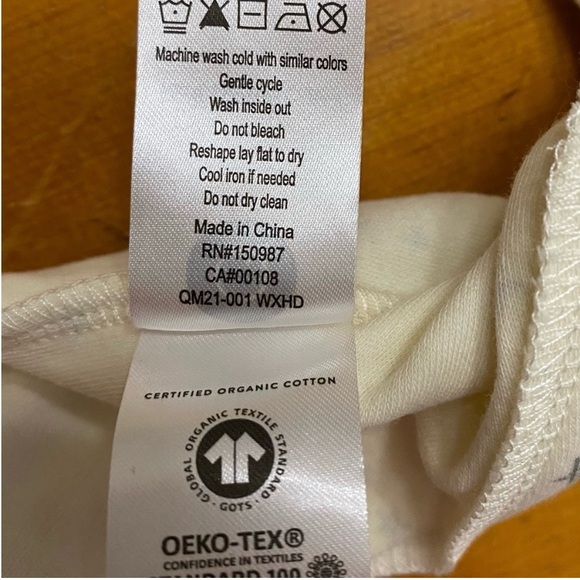 Machine wash cold with similar colors
Gentle cycle
Wash inside out
Do not bleach
Reshape lay flat to dry
Cool iron if needed
Do not dry clean
Made in China
RN#150987
CA#00108
QM21-001 WXHD
CERTIFIED ORGANIC COTTON
GLOBAL ORGANIC TEXTILE STANDARD
· GOTS ·
OEKO-TEX®
CONFIDENCE IN TEXTILES
STANDARD 100